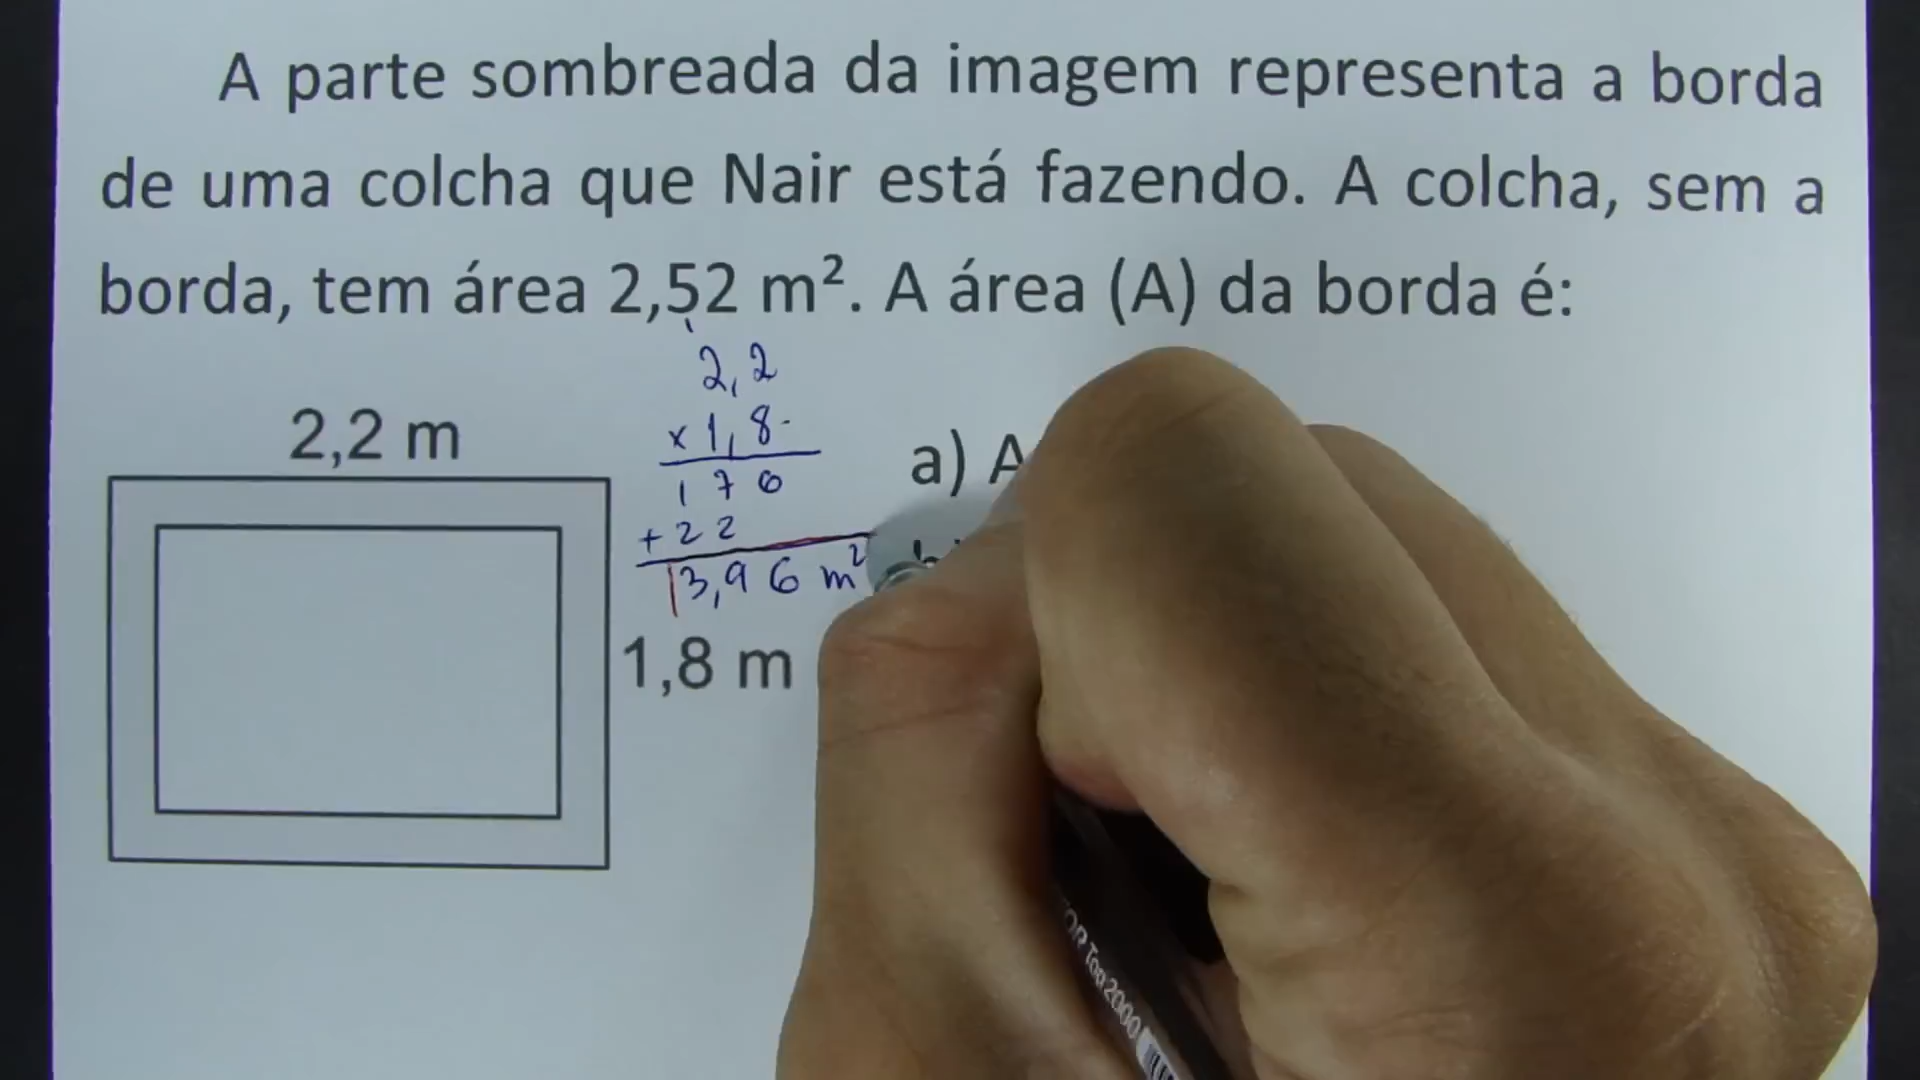 A parte sombreada da imagem representa a borda
de uma colcha que Nair está fazendo. A colcha, sem a
borda, tem área 2,52 m². A área (A) da borda é:
2,2
x 1,8
176
+22
3,96 m²
2,2 m
1,8 m
a) A
Top2000